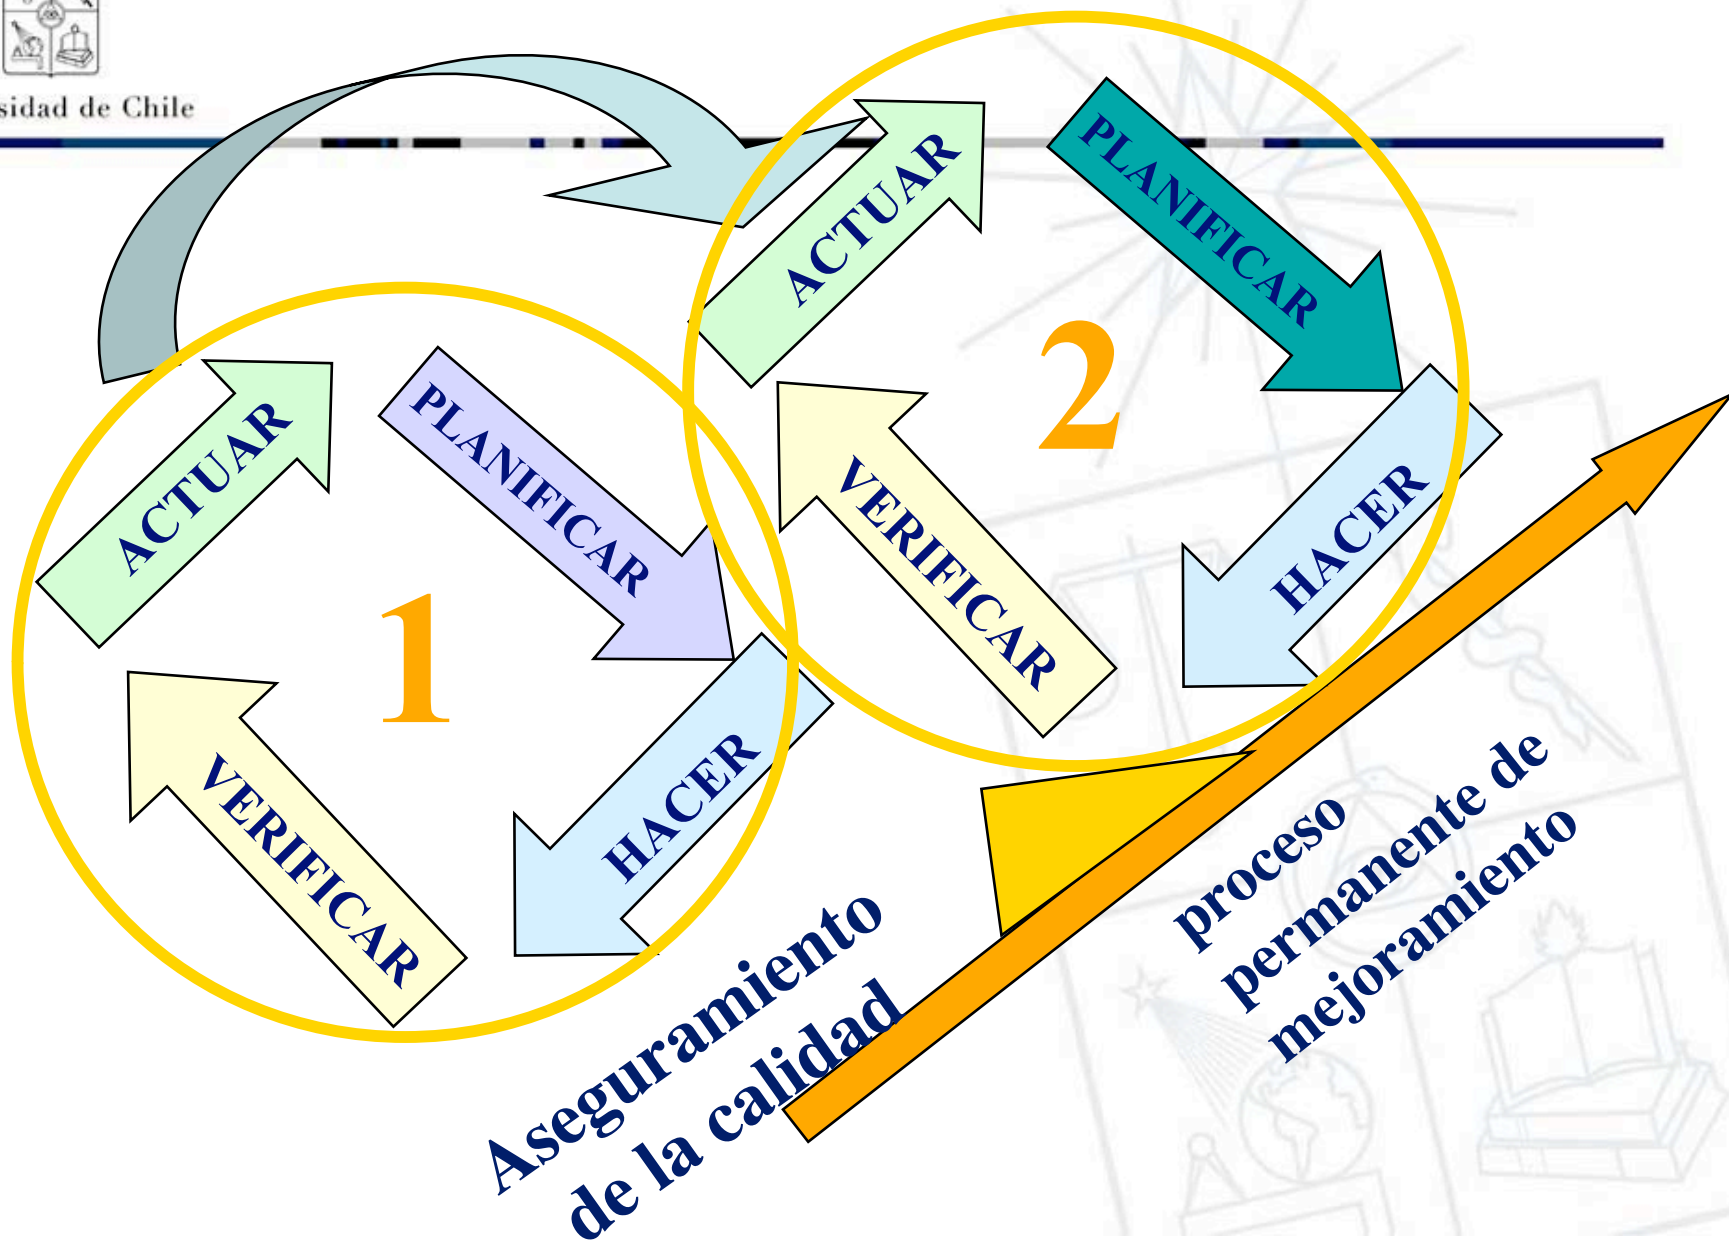 sidad de Chile
ACTUAR
PLANIFICAR
2
HACER
VERIFICAR
ACTUAR
PLANIFICAR
1
HACER
VERIFICAR
Aseguramiento
de la calidad
proceso
permanente de
mejoramiento